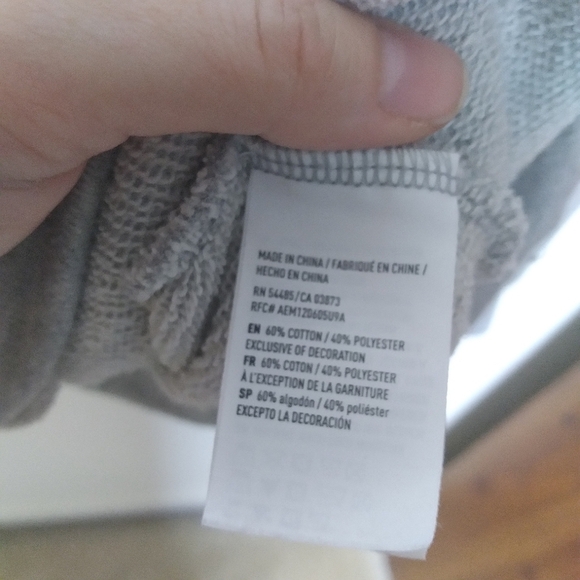 MADE IN CHINA / FABRIQUÉ EN CHINE /
HECHO EN CHINA
RN 54485/CA 03873
RFC# AEM120605U9A
EN 60% COTTON / 40% POLYESTER
EXCLUSIVE OF DECORATION
FR 60% COTON / 40% POLYESTER
À L'EXCEPTION DE LA GARNITURE
SP 60% algodón / 40% poliéster
EXCEPTO LA DECORACIÓN